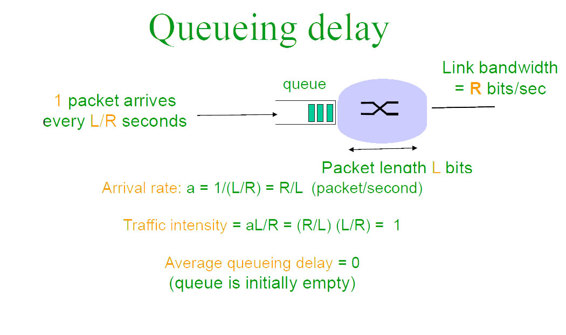 Queueing delay
queue
Link bandwidth
= R bits/sec
1 packet arrives
every L/R seconds
Packet length L bits
Arrival rate: a = 1/(L/R) = R/L (packet/second)
Traffic intensity = aL/R = (R/L) (L/R) = 1
Average queueing delay = 0
(queue is initially empty)